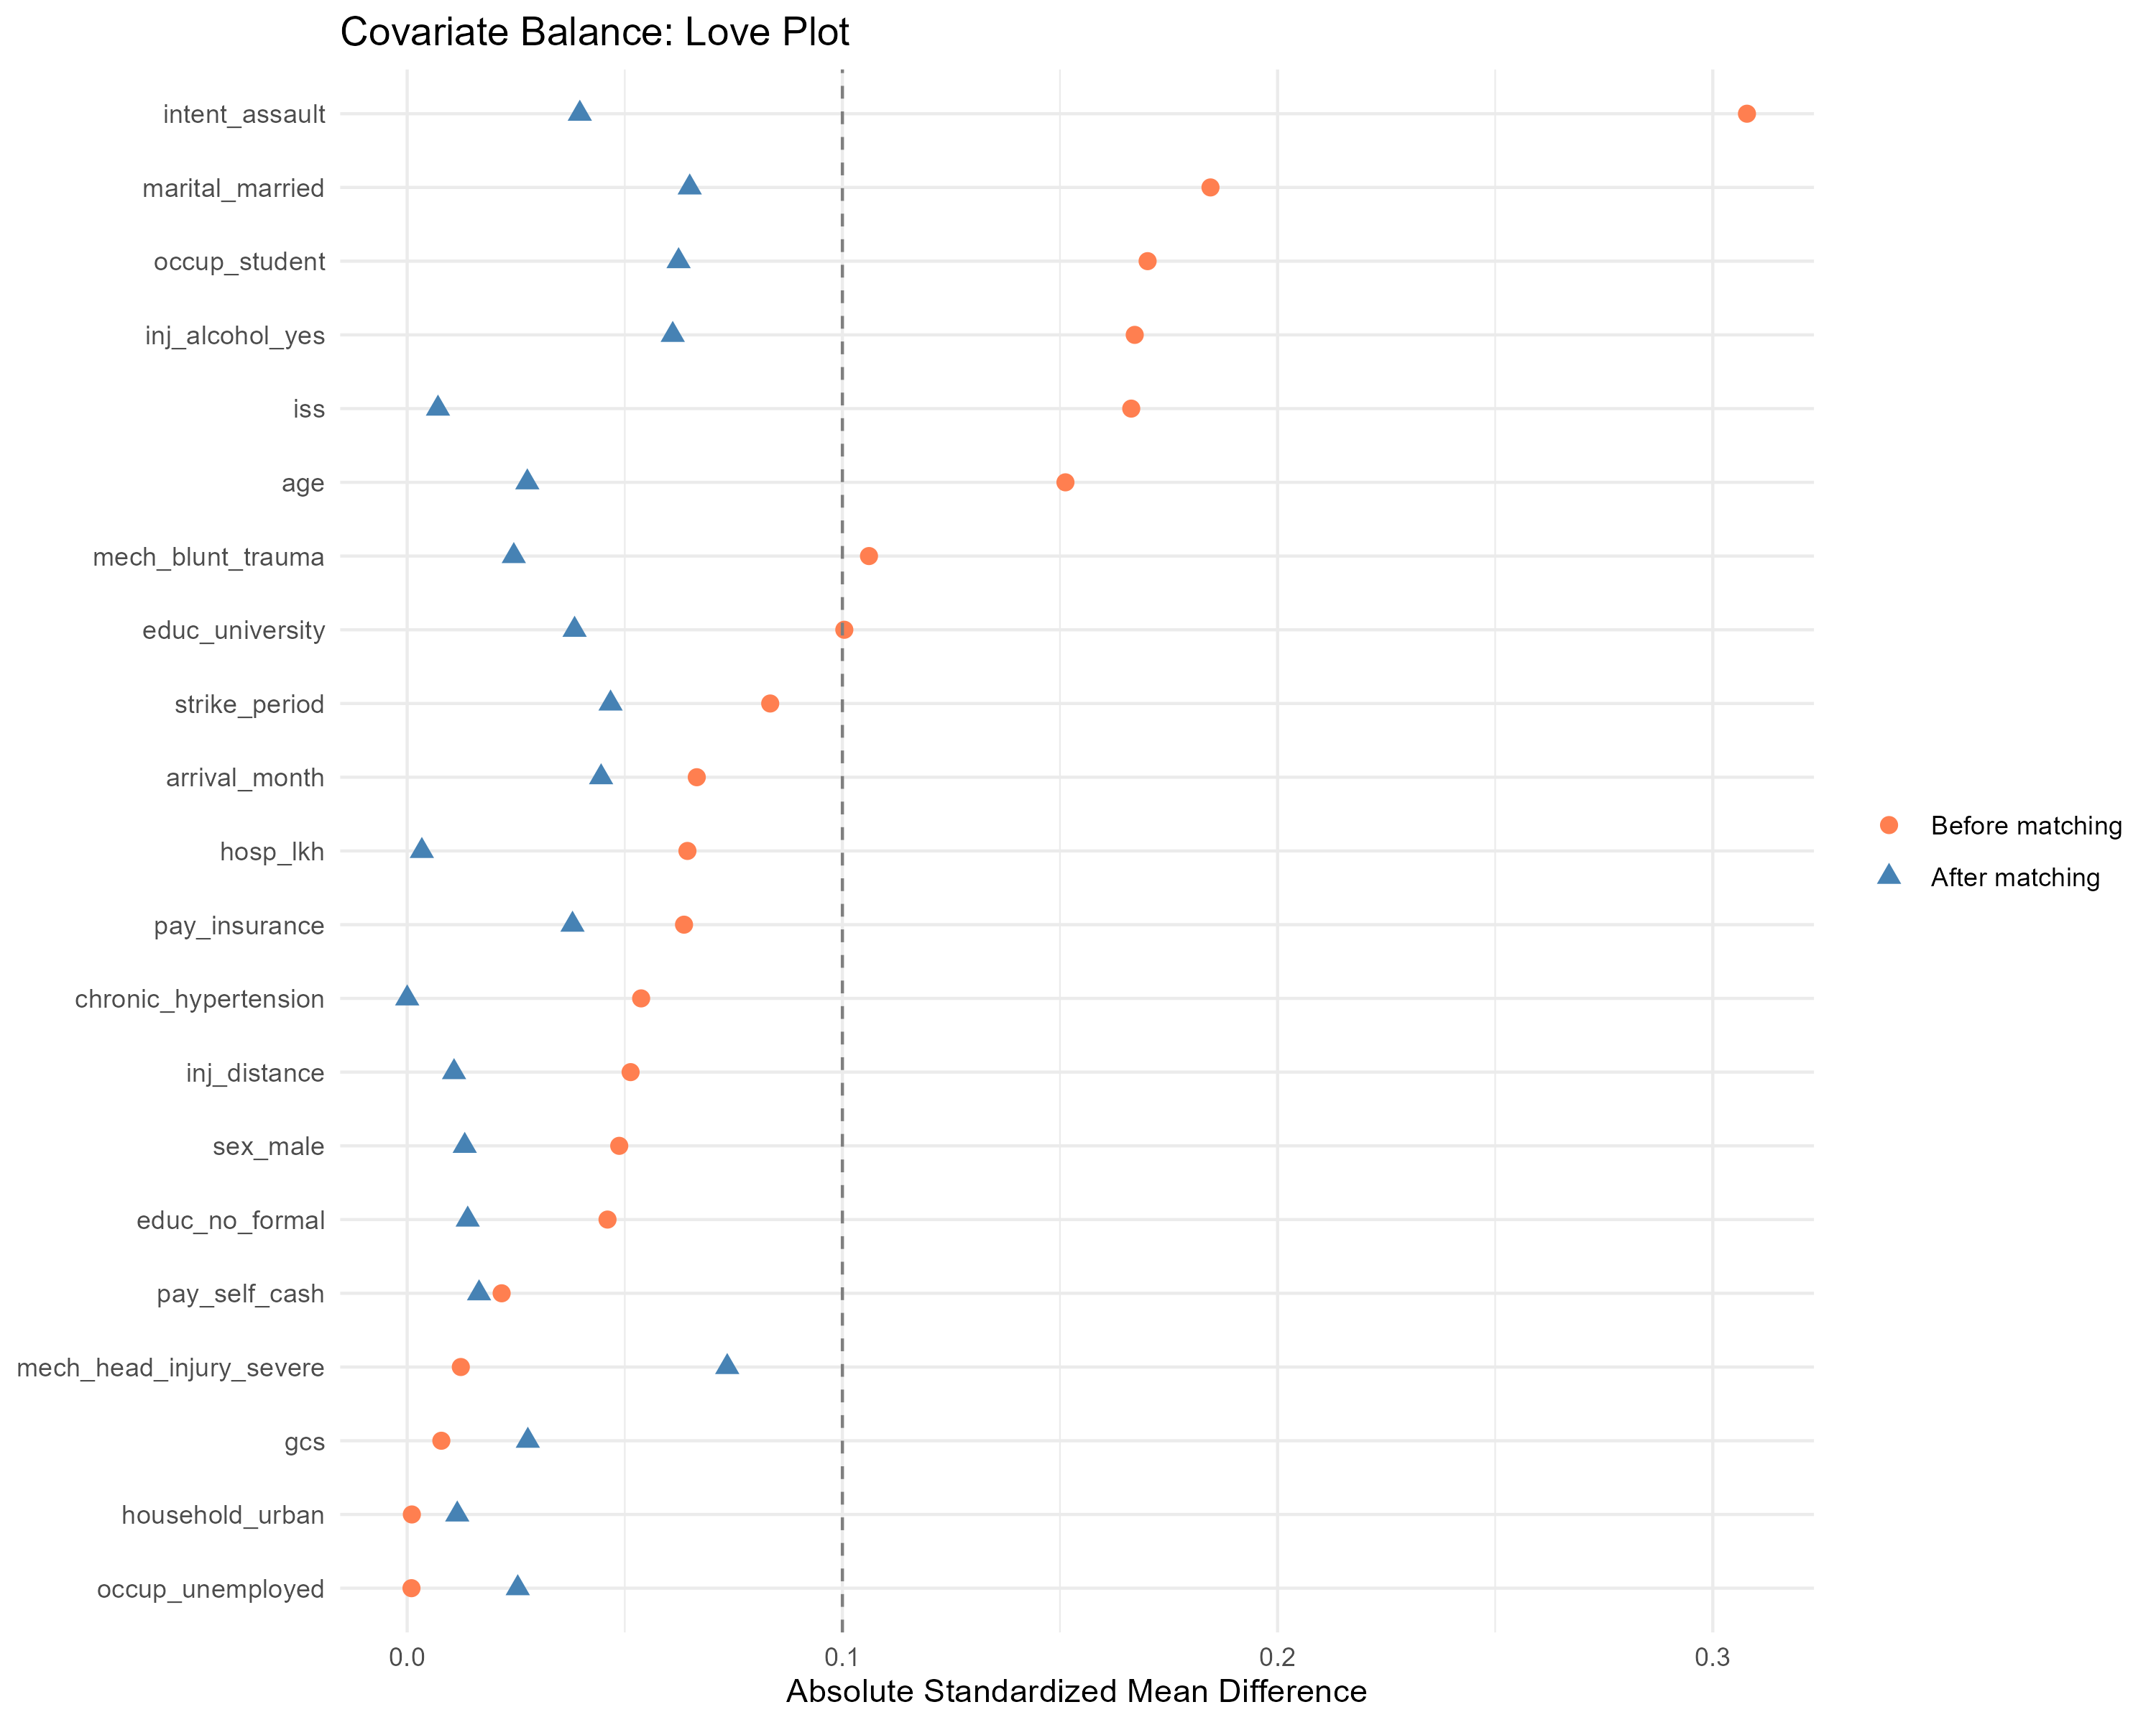 Covariate Balance: Love Plot
intent_assault
marital_married
occup_student
inj_alcohol_yes
iss
age
mech_blunt_trauma
educ_university
strike_period
arrival_month
hosp_lkh
pay_insurance
chronic_hypertension
inj_distance
sex_male
educ_no_formal
pay_self_cash
mech_head_injury_severe
gcs
household_urban
occup_unemployed
0.0 0.1 0.2 0.3
Absolute Standardized Mean Difference
Before matching
After matching